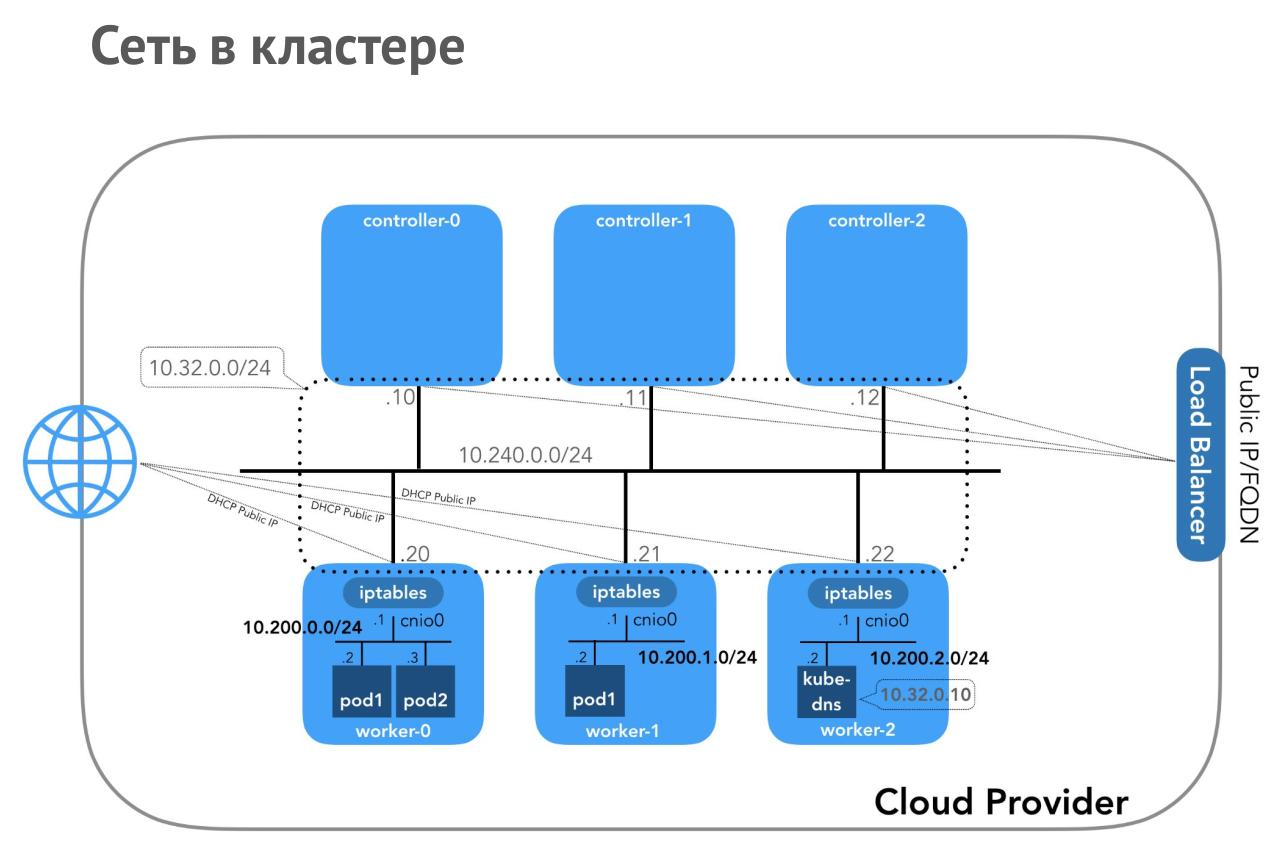 Сеть в кластере
controller-0
controller-1
controller-2
10.32.0.0/24
.10
.11
.12
10.240.0.0/24
Load Balancer
Public IP/FQDN
DHCP Public IP
DHCP Public IP
DHCP Public IP
.20
.21
.22
iptables
.1
cnio0
10.200.0.0/24
.2
.3
pod1
pod2
worker-0
iptables
.1
cnio0
.2
10.200.1.0/24
pod1
worker-1
iptables
.1
cnio0
.2
10.200.2.0/24
kube-
dns
10.32.0.10
worker-2
Cloud Provider